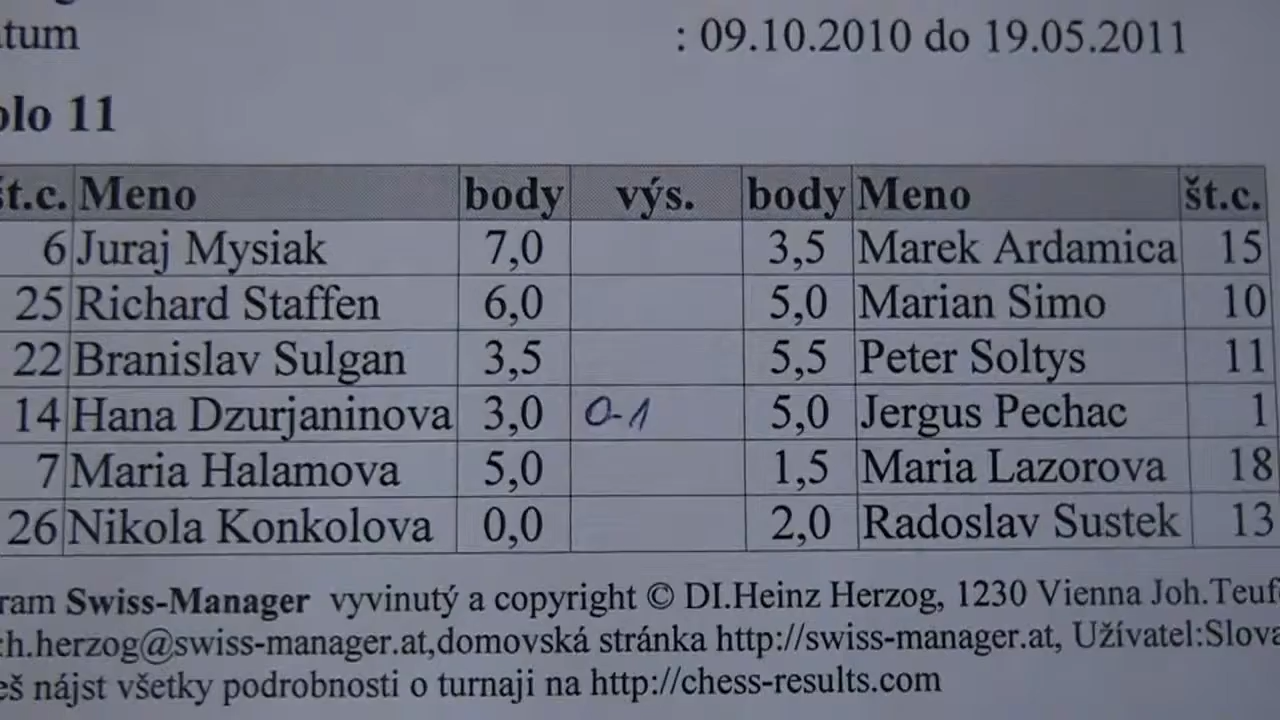 : 09.10.2010 do 19.05.2011
11
Meno body výs. body Meno št.c.
6 Juraj Mysiak 7,0 3,5 Marek Ardamica 15
25 Richard Staffen 6,0 5,0 Marian Simo 10
22 Branislav Sulgan 3,5 5,5 Peter Soltys 11
14 Hana Dzurjaninova 3,0 0-1 5,0 Jergus Pechac 1
7 Maria Halamova 5,0 1,5 Maria Lazorova 18
26 Nikola Konkolova 0,0 2,0 Radoslav Sustek 13
Swiss-Manager vyvinutý a copyright © DI.Heinz Herzog, 1230 Vienna Joh.Teuf
h.herzog@swiss-manager.at,domovská stránka http://swiss-manager.at, Užívatel:Slova
nájst všetky podrobnosti o turnaji na http://chess-results.com